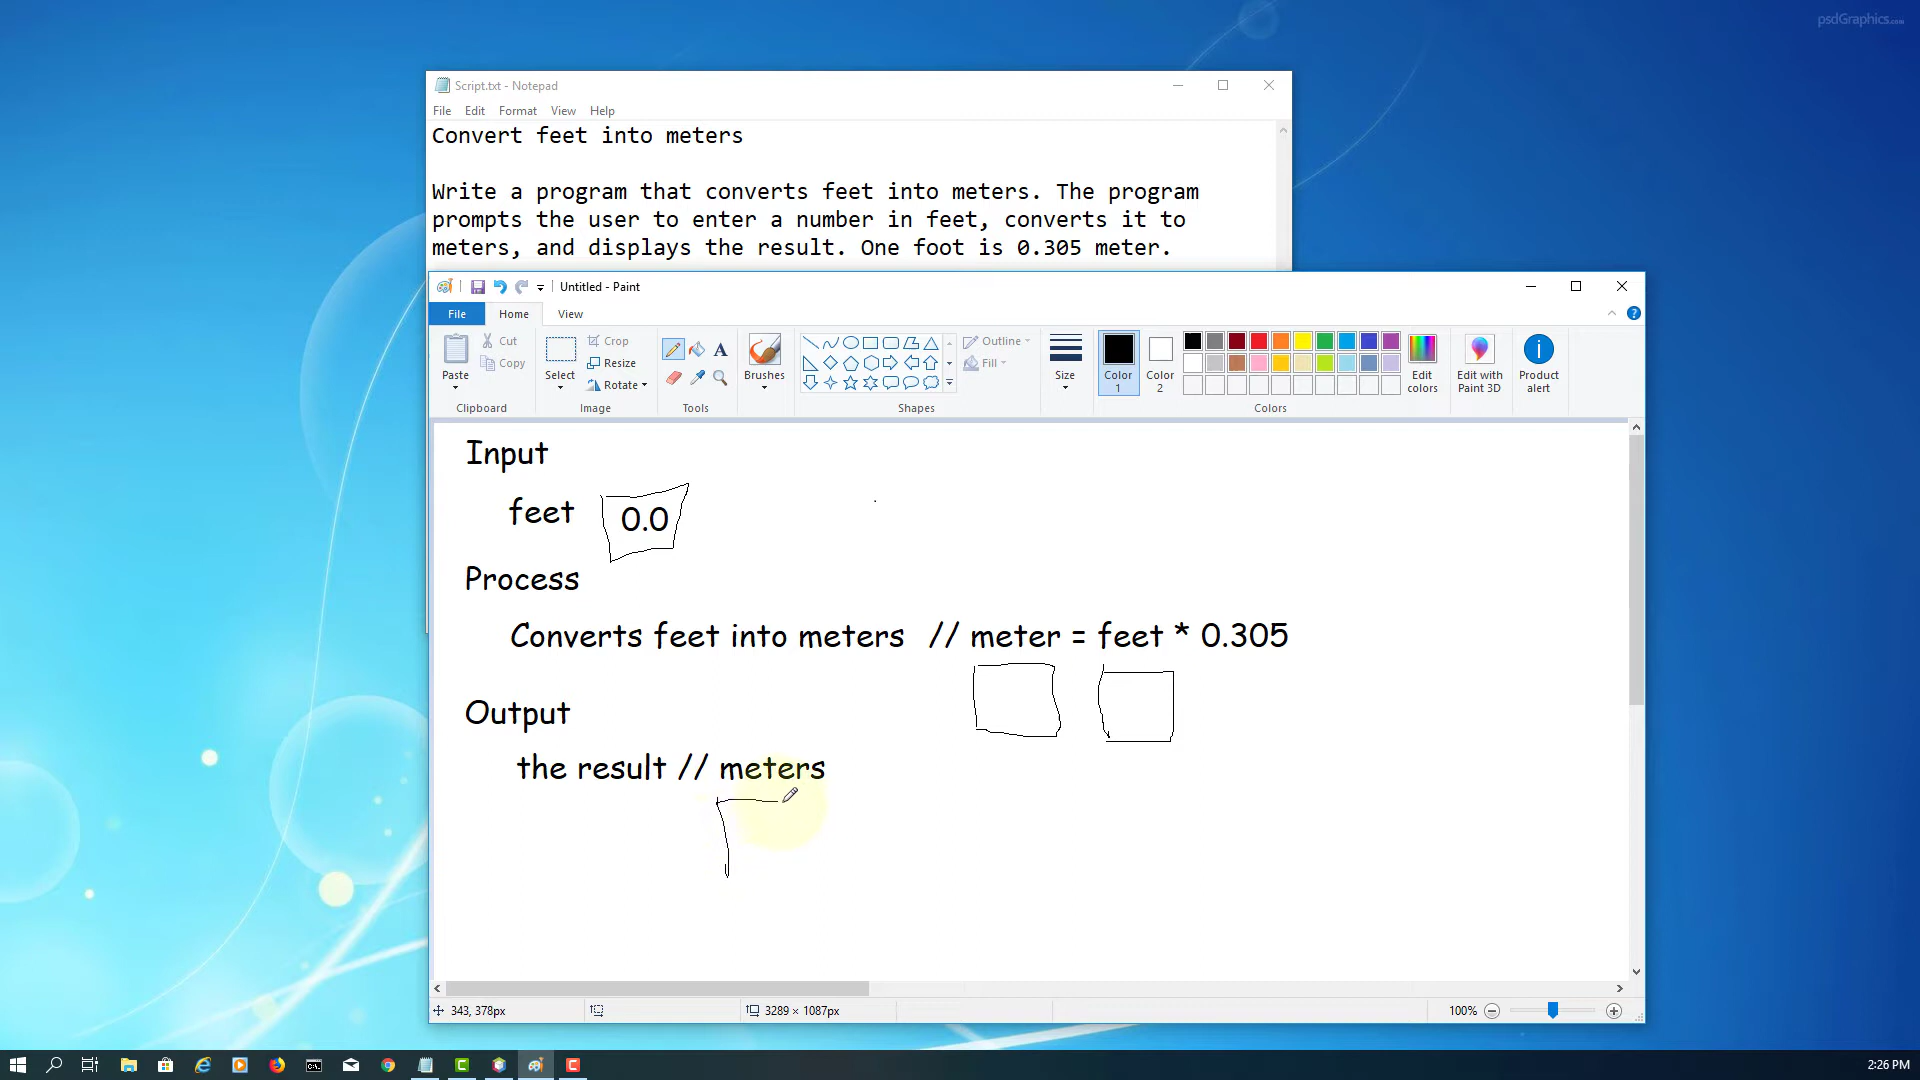 psdGraphics.com
Script.txt - Notepad
File Edit Format View Help
Convert feet into meters
Write a program that converts feet into meters. The program
prompts the user to enter a number in feet, converts it to
meters, and displays the result. One foot is 0.305 meter.
Untitled - Paint
File Home View
Paste
Cut
Copy
Clipboard
Select
Crop
Resize
Rotate
Image
A
Tools
Brushes
Outline
Fill
Shapes
Size
Color 1
Color 2
Edit colors
Colors
Edit with Paint 3D
Product alert
Input
feet 0.0
Process
Converts feet into meters // meter = feet * 0.305
Output
the result // meters
343, 378px
3289 × 1087px
100%
2:26 PM